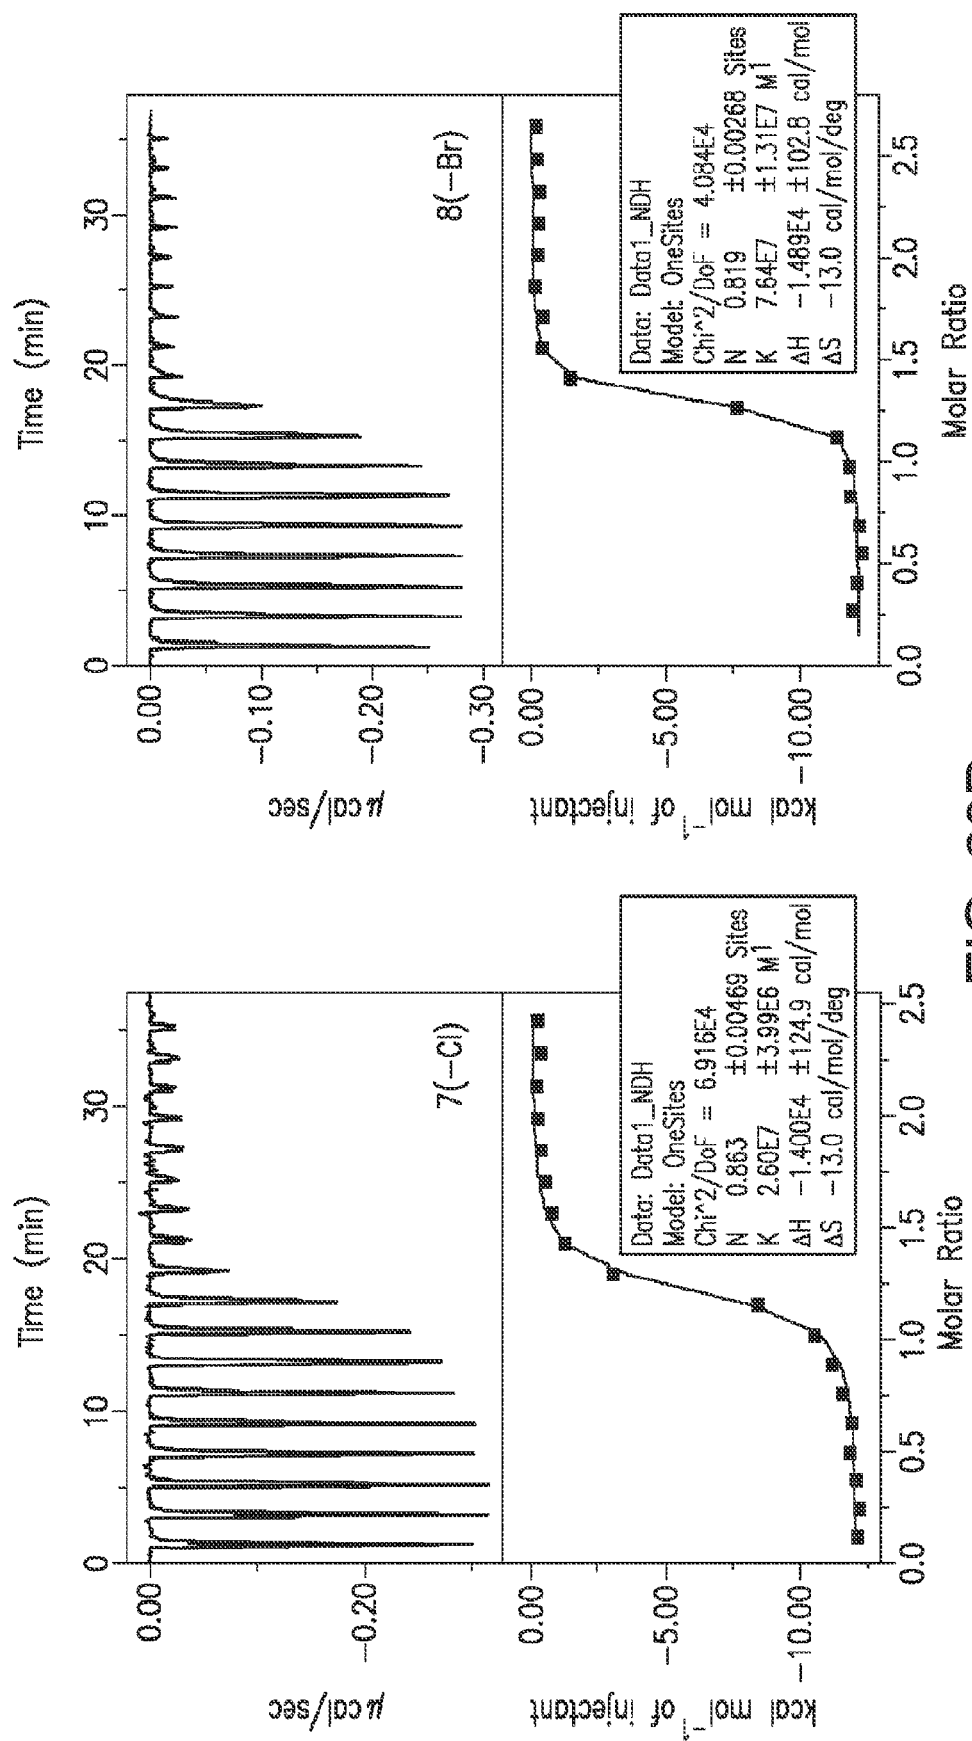 Time (min)
0 10 20 30
0.00
-0.20
μcal/sec
7(-Cl)
0.00
-5.00
-10.00
kcal mol⁻¹ of injectant
Data: Data1_NDH
Model: OneSites
Chi^2/DoF = 6.916E4
N 0.863 ±0.00469 Sites
K 2.60E7 ±3.99E6 M¹
ΔH -1.400E4 ±124.9 cal/mol
ΔS -13.0 cal/mol/deg
0.0 0.5 1.0 1.5 2.0 2.5
Molar Ratio
Time (min)
0 10 20 30
0.00
-0.10
-0.20
-0.30
μcal/sec
8(-Br)
0.00
-5.00
-10.00
kcal mol⁻¹ of injectant
Data: Data1_NDH
Model: OneSites
Chi^2/DoF = 4.084E4
N 0.819 ±0.00268 Sites
K 7.64E7 ±1.31E7 M¹
ΔH -1.489E4 ±102.8 cal/mol
ΔS -13.0 cal/mol/deg
0.0 0.5 1.0 1.5 2.0 2.5
Molar Ratio